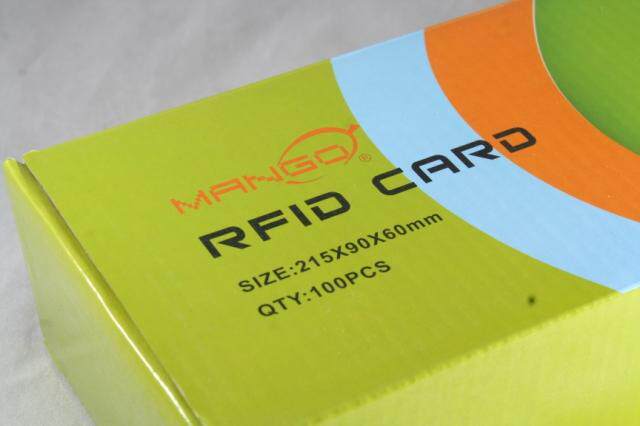 MANGO®
RFID CARD
SIZE:215X90X60mm
QTY:100PCS